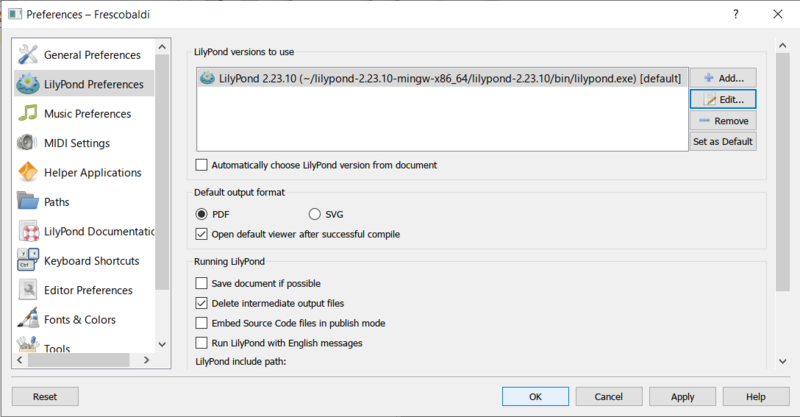 Preferences – Frescobaldi
General Preferences
LilyPond Preferences
Music Preferences
MIDI Settings
Helper Applications
Paths
LilyPond Documentatic
Keyboard Shortcuts
Editor Preferences
Fonts & Colors
Tools
LilyPond versions to use
LilyPond 2.23.10 (~/lilypond-2.23.10-mingw-x86_64/lilypond-2.23.10/bin/lilypond.exe) [default]
Add...
Edit...
Remove
Set as Default
Automatically choose LilyPond version from document
Default output format
PDF SVG
Open default viewer after successful compile
Running LilyPond
Save document if possible
Delete intermediate output files
Embed Source Code files in publish mode
Run LilyPond with English messages
LilyPond include path:
Reset OK Cancel Apply Help